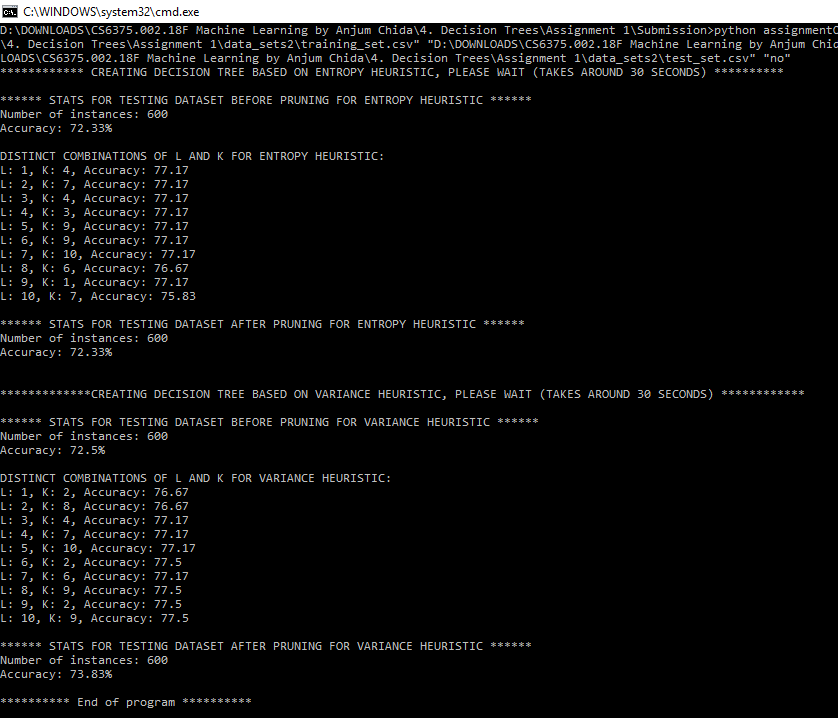 C:\WINDOWS\system32\cmd.exe
D:\DOWNLOADS\CS6375.002.18F Machine Learning by Anjum Chida\4. Decision Trees\Assignment 1\Submission>python assignment
\4. Decision Trees\Assignment 1\data_sets2\training_set.csv" "D:\DOWNLOADS\CS6375.002.18F Machine Learning by Anjum Chid
LOADS\CS6375.002.18F Machine Learning by Anjum Chida\4. Decision Trees\Assignment 1\data_sets2\test_set.csv" "no"
************ CREATING DECISION TREE BASED ON ENTROPY HEURISTIC, PLEASE WAIT (TAKES AROUND 30 SECONDS) **********
****** STATS FOR TESTING DATASET BEFORE PRUNING FOR ENTROPY HEURISTIC ******
Number of instances: 600
Accuracy: 72.33%
DISTINCT COMBINATIONS OF L AND K FOR ENTROPY HEURISTIC:
L: 1, K: 4, Accuracy: 77.17
L: 2, K: 7, Accuracy: 77.17
L: 3, K: 4, Accuracy: 77.17
L: 4, K: 3, Accuracy: 77.17
L: 5, K: 9, Accuracy: 77.17
L: 6, K: 9, Accuracy: 77.17
L: 7, K: 10, Accuracy: 77.17
L: 8, K: 6, Accuracy: 76.67
L: 9, K: 1, Accuracy: 77.17
L: 10, K: 7, Accuracy: 75.83
****** STATS FOR TESTING DATASET AFTER PRUNING FOR ENTROPY HEURISTIC ******
Number of instances: 600
Accuracy: 72.33%
*************CREATING DECISION TREE BASED ON VARIANCE HEURISTIC, PLEASE WAIT (TAKES AROUND 30 SECONDS) ************
****** STATS FOR TESTING DATASET BEFORE PRUNING FOR VARIANCE HEURISTIC ******
Number of instances: 600
Accuracy: 72.5%
DISTINCT COMBINATIONS OF L AND K FOR VARIANCE HEURISTIC:
L: 1, K: 2, Accuracy: 76.67
L: 2, K: 8, Accuracy: 76.67
L: 3, K: 4, Accuracy: 77.17
L: 4, K: 7, Accuracy: 77.17
L: 5, K: 10, Accuracy: 77.17
L: 6, K: 2, Accuracy: 77.5
L: 7, K: 6, Accuracy: 77.17
L: 8, K: 9, Accuracy: 77.5
L: 9, K: 2, Accuracy: 77.5
L: 10, K: 9, Accuracy: 77.5
****** STATS FOR TESTING DATASET AFTER PRUNING FOR VARIANCE HEURISTIC ******
Number of instances: 600
Accuracy: 73.83%
********** End of program **********